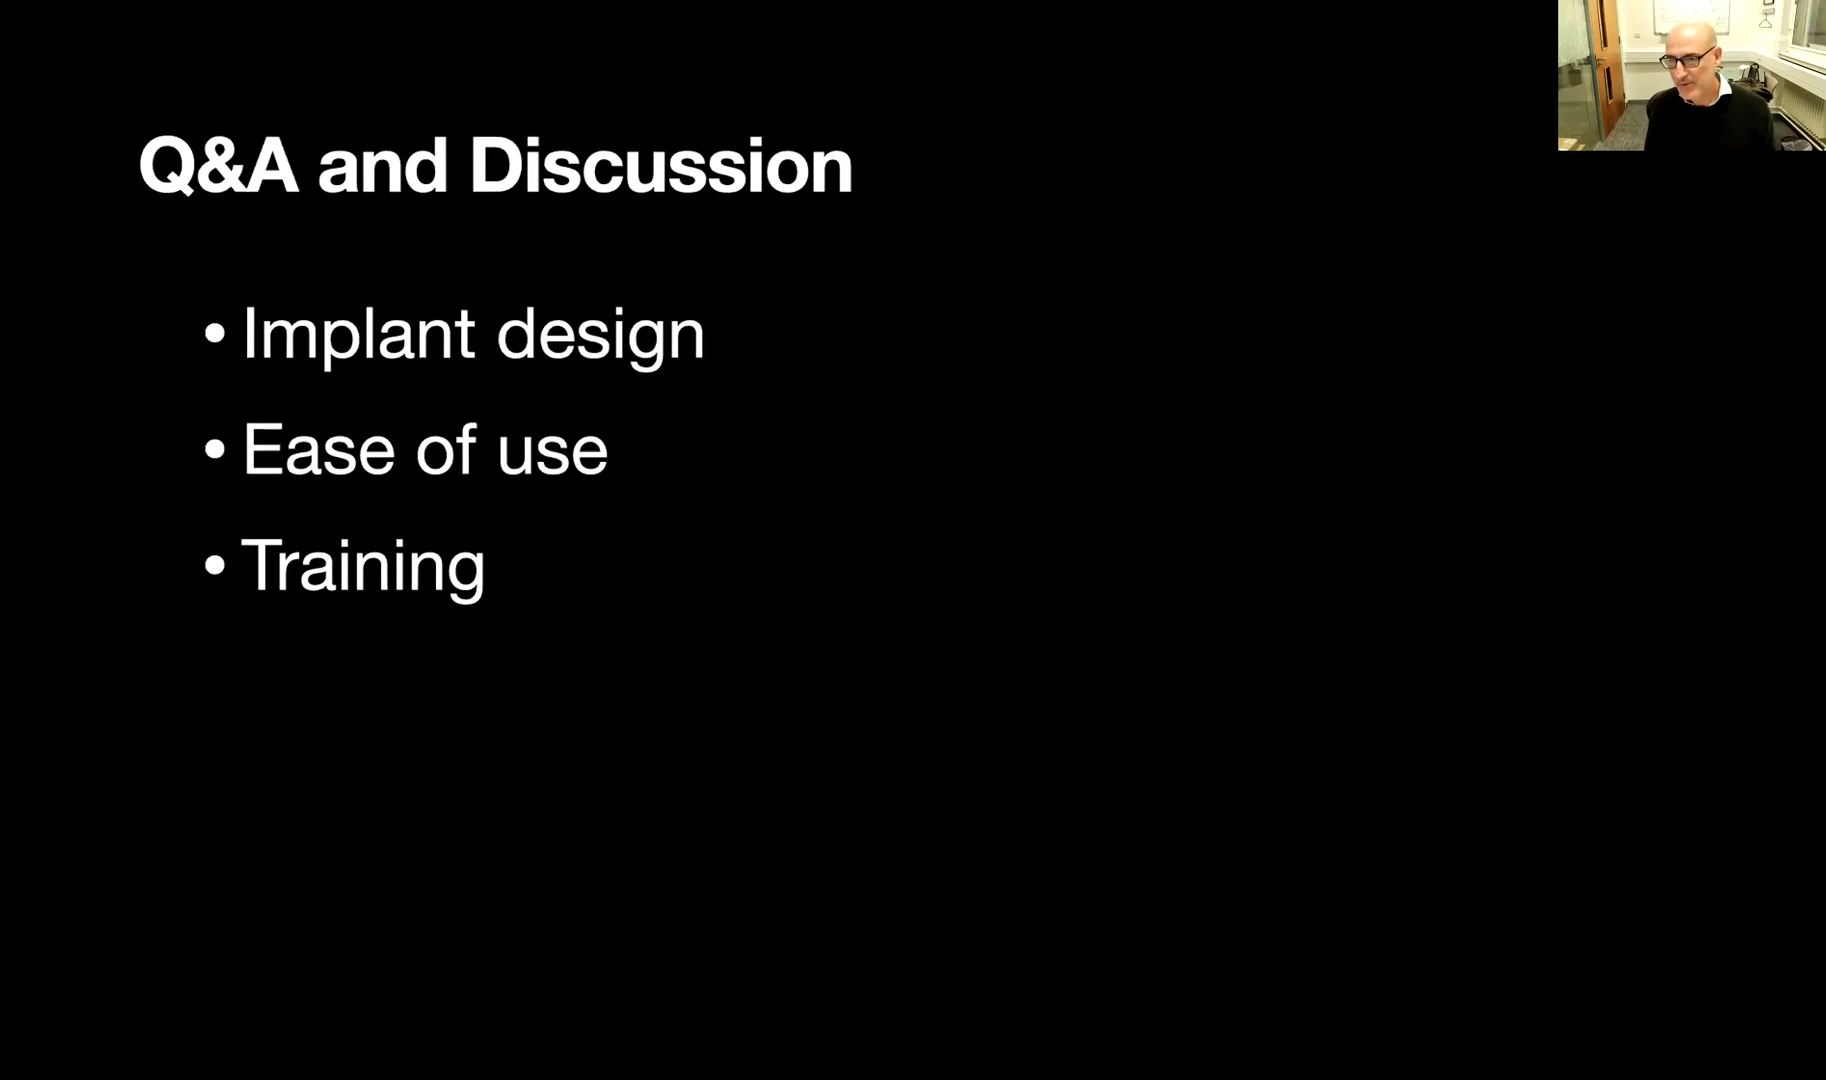 Q&A and Discussion
• Implant design
• Ease of use
• Training